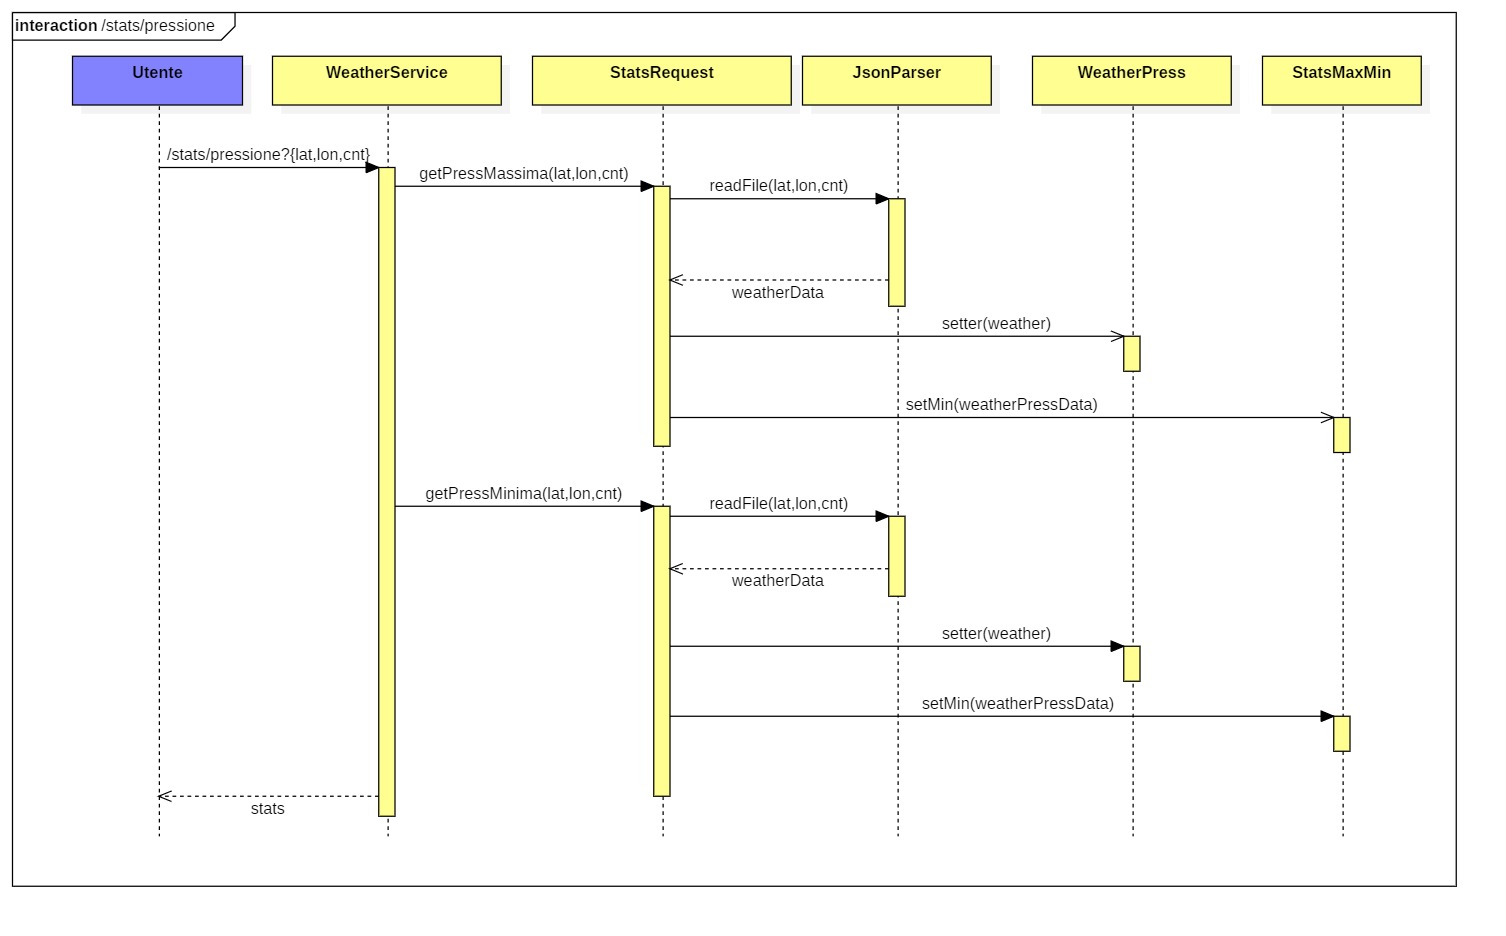 interaction /stats/pressione
Utente
WeatherService
StatsRequest
JsonParser
WeatherPress
StatsMaxMin
/stats/pressione?{lat,lon,cnt}
getPressMassima(lat,lon,cnt)
readFile(lat,lon,cnt)
weatherData
setter(weather)
setMin(weatherPressData)
getPressMinima(lat,lon,cnt)
readFile(lat,lon,cnt)
weatherData
setter(weather)
setMin(weatherPressData)
stats